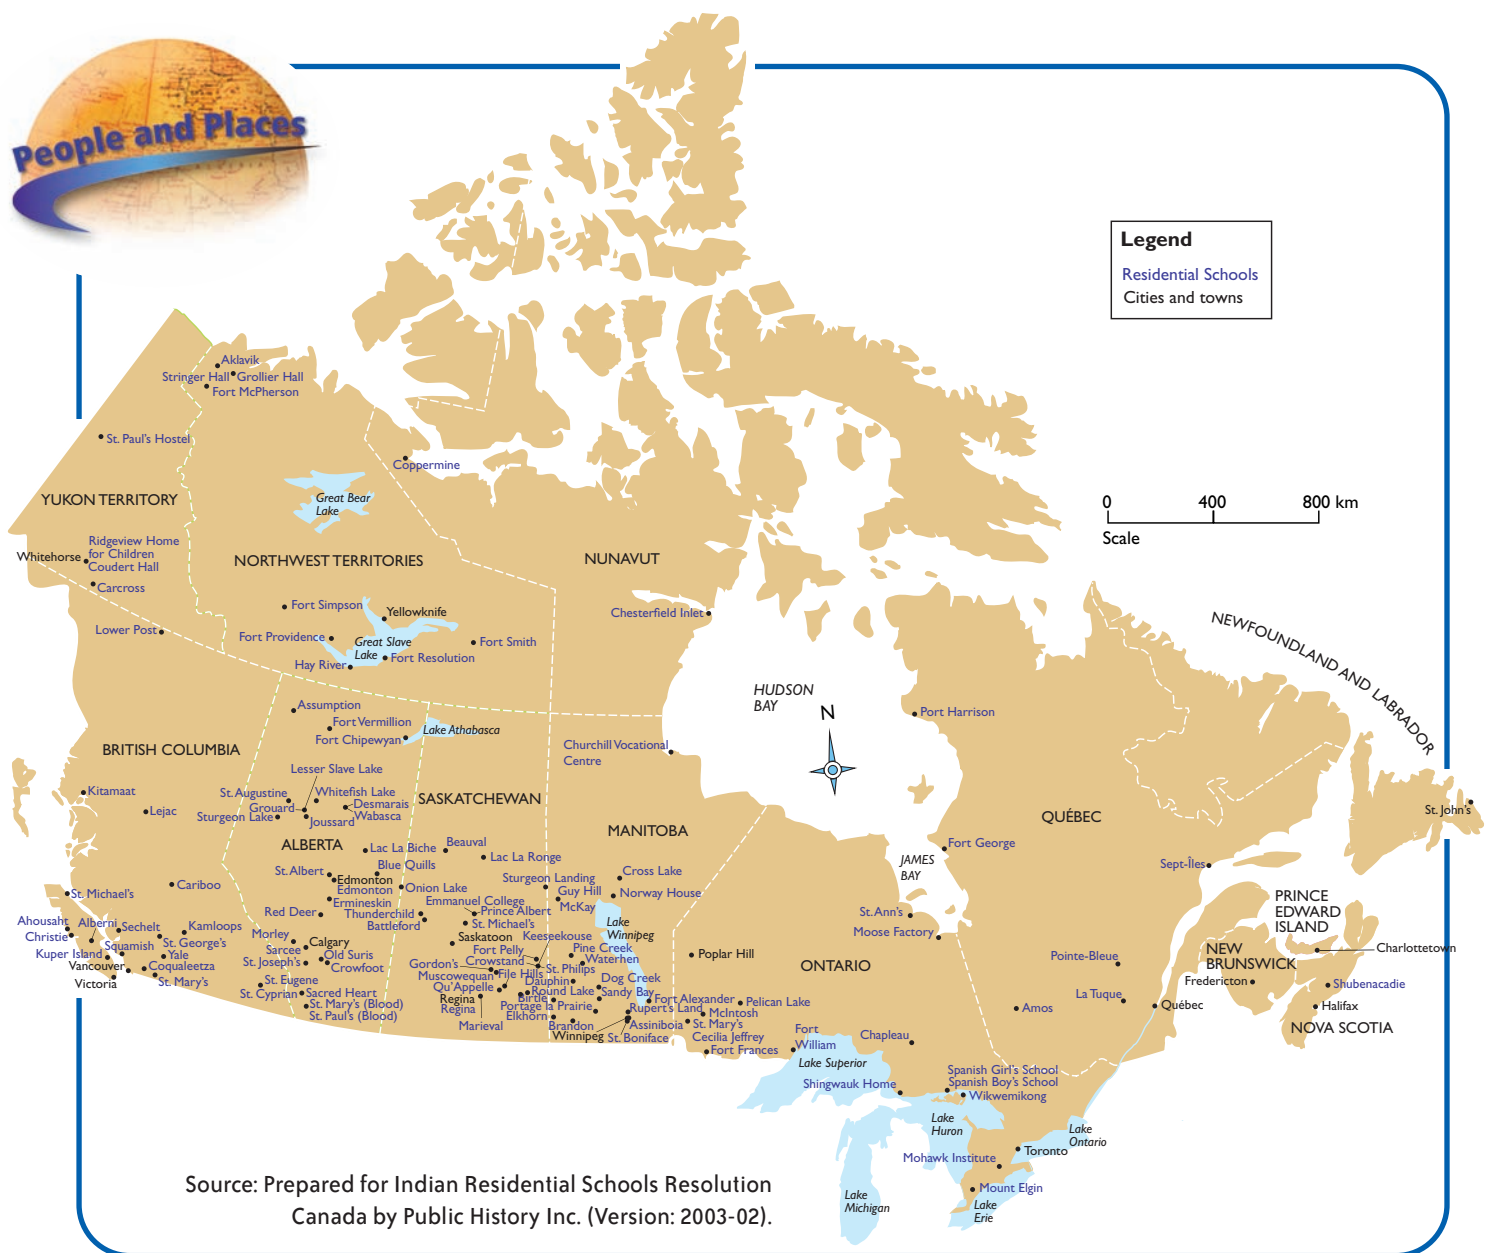 People and Places
Legend
Residential Schools
Cities and towns
0 400 800 km
Scale
N
Aklavik
Stringer Hall
Grollier Hall
Fort McPherson
St. Paul's Hostel
Coppermine
YUKON TERRITORY
Great Bear
Lake
Ridgeview Home
for Children
Whitehorse
Coudert Hall
Carcross
NORTHWEST TERRITORIES
NUNAVUT
Fort Simpson
Yellowknife
Chesterfield Inlet
Lower Post
Fort Providence
Great Slave
Lake
Fort Smith
Hay River
Fort Resolution
NEWFOUNDLAND AND LABRADOR
HUDSON
BAY
Assumption
Fort Vermillion
Fort Chipewyan
Lake Athabasca
Port Harrison
BRITISH COLUMBIA
Churchill Vocational
Centre
Lesser Slave Lake
Kitamaat
Lejac
St. Augustine
Whitefish Lake
Grouard
Desmarais
Sturgeon Lake
Wabasca
Joussard
SASKATCHEWAN
MANITOBA
QUÉBEC
St. John's
ALBERTA
Lac La Biche
Beauval
Lac La Ronge
Fort George
JAMES
BAY
Sept-Îles
St. Albert
Blue Quills
Edmonton
Edmonton
Onion Lake
Sturgeon Landing
Cross Lake
Guy Hill
Norway House
Cariboo
St. Michael's
Ermineskin
Emmanuel College
McKay
Red Deer
Thunderchild
Prince Albert
Battleford
St. Michael's
Lake
Winnipeg
St. Ann's
Moose Factory
PRINCE
EDWARD
ISLAND
Ahousaht
Christie
Alberni
Sechelt
Kamloops
Squamish
St. George's
Kuper Island
Yale
Vancouver
Coqualeetza
Victoria
St. Mary's
Morley
Calgary
Sarcee
Old Suris
St. Joseph's
Crowfoot
St. Eugene
St. Cyprian
Sacred Heart
St. Mary's (Blood)
St. Paul's (Blood)
Saskatoon
Keeseekouse
Fort Pelly
Pine Creek
Crowstand
Waterhen
Gordon's
St. Philips
Muscowequan
File Hills
Dauphin
Dog Creek
Qu'Appelle
Round Lake
Sandy Bay
Regina
Regina
Birtle
Portage la Prairie
Fort Alexander
Rupert's Land
Marieval
Elkhorn
Brandon
Assiniboia
Winnipeg
St. Boniface
Poplar Hill
ONTARIO
Pelican Lake
McIntosh
St. Mary's
Cecilia Jeffrey
Fort Frances
Fort
William
Chapleau
Amos
Pointe-Bleue
La Tuque
Québec
NEW
BRUNSWICK
Fredericton
Charlottetown
Shubenacadie
Halifax
NOVA SCOTIA
Lake Superior
Shingwauk Home
Spanish Girl's School
Spanish Boy's School
Wikwemikong
Lake
Huron
Lake
Ontario
Toronto
Mohawk Institute
Mount Elgin
Lake
Michigan
Lake
Erie
Source: Prepared for Indian Residential Schools Resolution
Canada by Public History Inc. (Version: 2003-02).